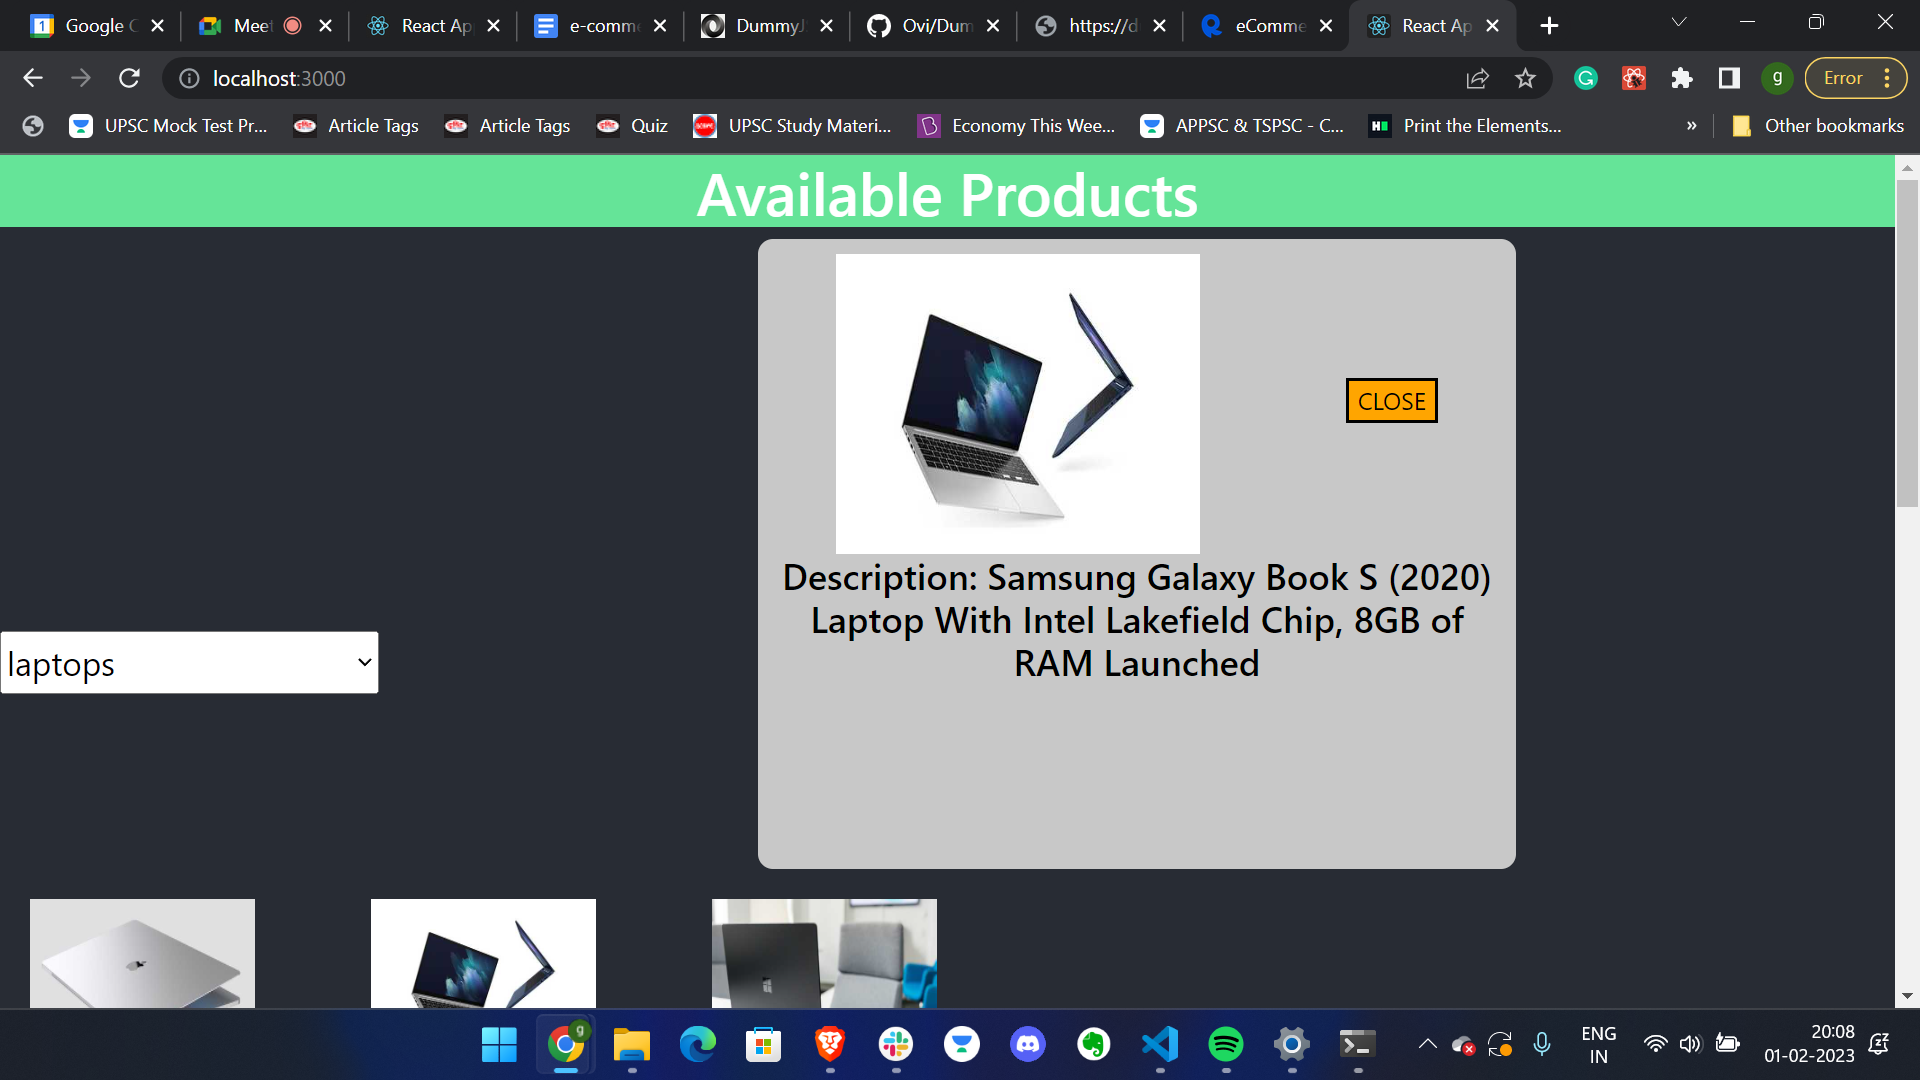 Google C
Meet
React Ap
e-comme
DummyJ
Ovi/Dum
https://d
eComme
React Ap
localhost:3000
g
Error
UPSC Mock Test Pr...
Article Tags
Article Tags
Quiz
UPSC Study Materi...
Economy This Wee...
APPSC & TSPSC - C...
Print the Elements...
»
Other bookmarks
Available Products
CLOSE
Description: Samsung Galaxy Book S (2020)
Laptop With Intel Lakefield Chip, 8GB of
RAM Launched
laptops
ENG
IN
20:08
01-02-2023